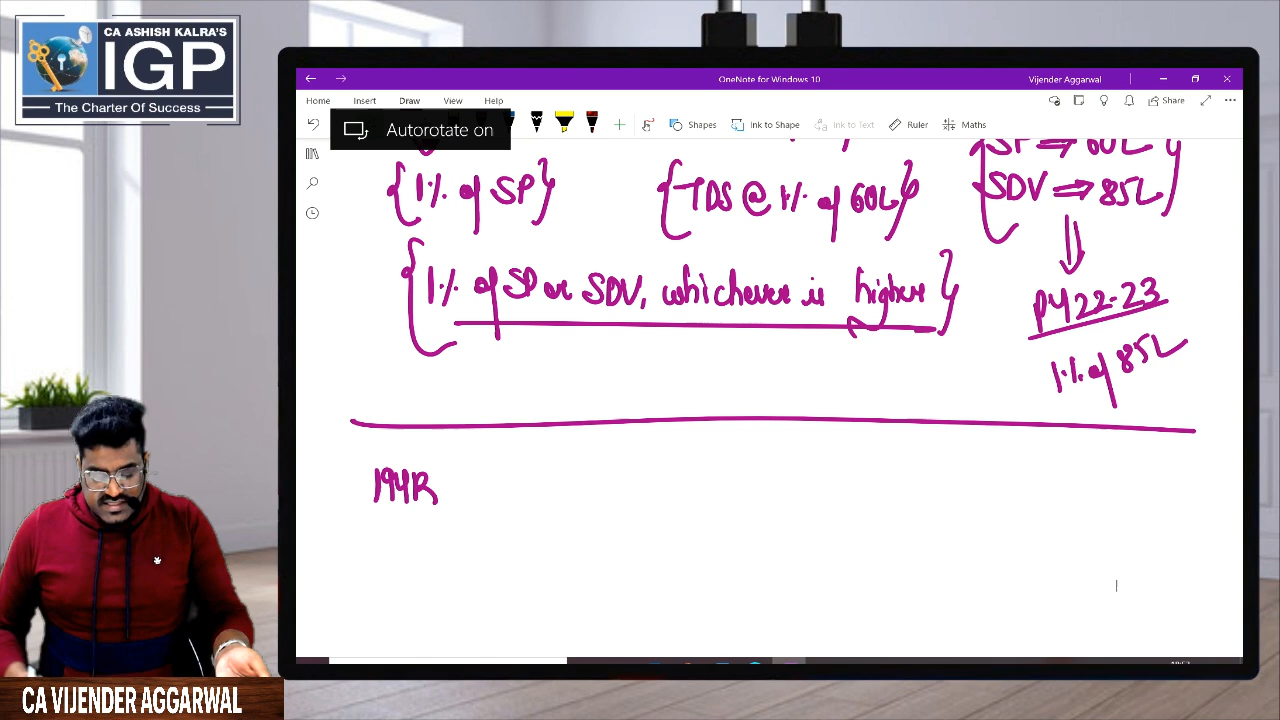 CA ASHISH KALRA'S
IGP
The Charter Of Success
OneNote for Windows 10
Vijender Aggarwal
Home Insert Draw View Help
Share
Autorotate on
Shapes
Ink to Shape
Ink to Text
Ruler
Maths
SP ⇒ 60L
{1% of SP}
{TDS @ 1% of 60L}
SDV ⇒ 85L
{1% of SP or SDV, whichever is higher}
PY 22-23
1% of 85L
194R
CA VIJENDER AGGARWAL